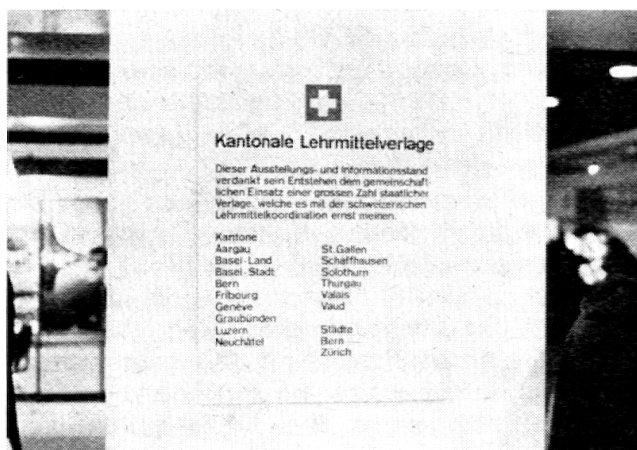 Kantonale Lehrmittelverlage
Dieser Ausstellungs- und Informationsstand
verdankt sein Entstehen dem gemeinschaft-
lichen Einsatz einer grossen Zahl staatlicher
Verlage, welche es mit der schweizerischen
Lehrmittelkoordination ernst meinen.
Kantone
Aargau
Basel-Land
Basel-Stadt
Bern
Fribourg
Genève
Graubünden
Luzern
Neuchâtel
St.Gallen
Schaffhausen
Solothurn
Thurgau
Valais
Vaud
Städte
Bern
Zürich